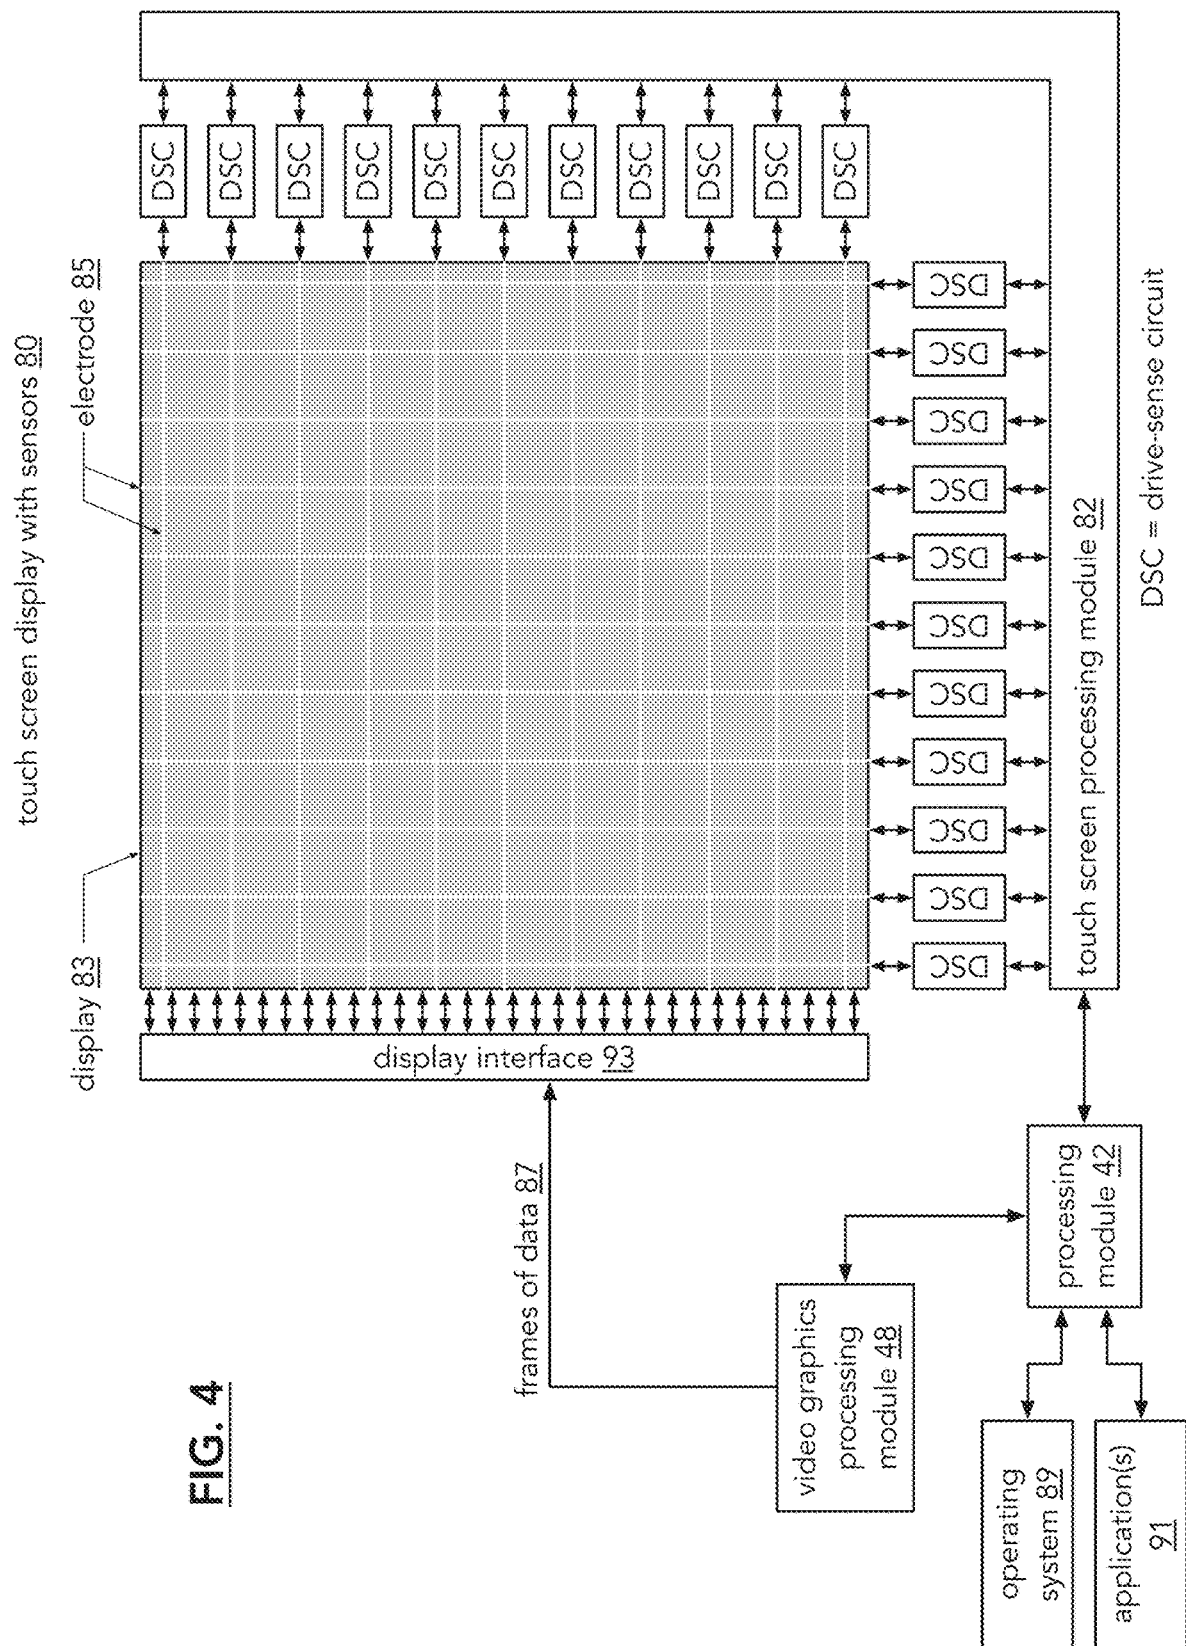 touch screen display with sensors 80
display 83
electrode 85
FIG. 4
DSC
DSC
DSC
DSC
DSC
DSC
DSC
DSC
DSC
DSC
DSC
display interface 93
frames of data 87
video graphics
processing
module 48
DSC
DSC
DSC
DSC
DSC
DSC
DSC
DSC
DSC
DSC
DSC
operating
system 89
processing
module 42
touch screen processing module 82
application(s)
91
DSC = drive-sense circuit